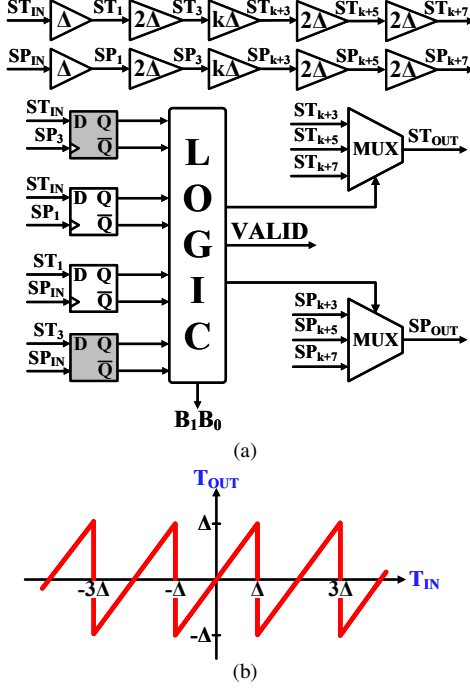 ST_IN Δ ST_1 2Δ ST_3 kΔ ST_k+3 2Δ ST_k+5 2Δ ST_k+7
SP_IN Δ SP_1 2Δ SP_3 kΔ SP_k+3 2Δ SP_k+5 2Δ SP_k+7
ST_IN D Q
SP_3 Q̅
ST_IN D Q
SP_1 Q̅
ST_1 D Q
SP_IN Q̅
ST_3 D Q
SP_IN Q̅
LOGIC
ST_k+3
ST_k+5
ST_k+7
MUX
ST_OUT
VALID
SP_k+3
SP_k+5
SP_k+7
MUX
SP_OUT
B_1B_0
(a)
T_OUT
Δ
-3Δ -Δ Δ 3Δ T_IN
-Δ
(b)